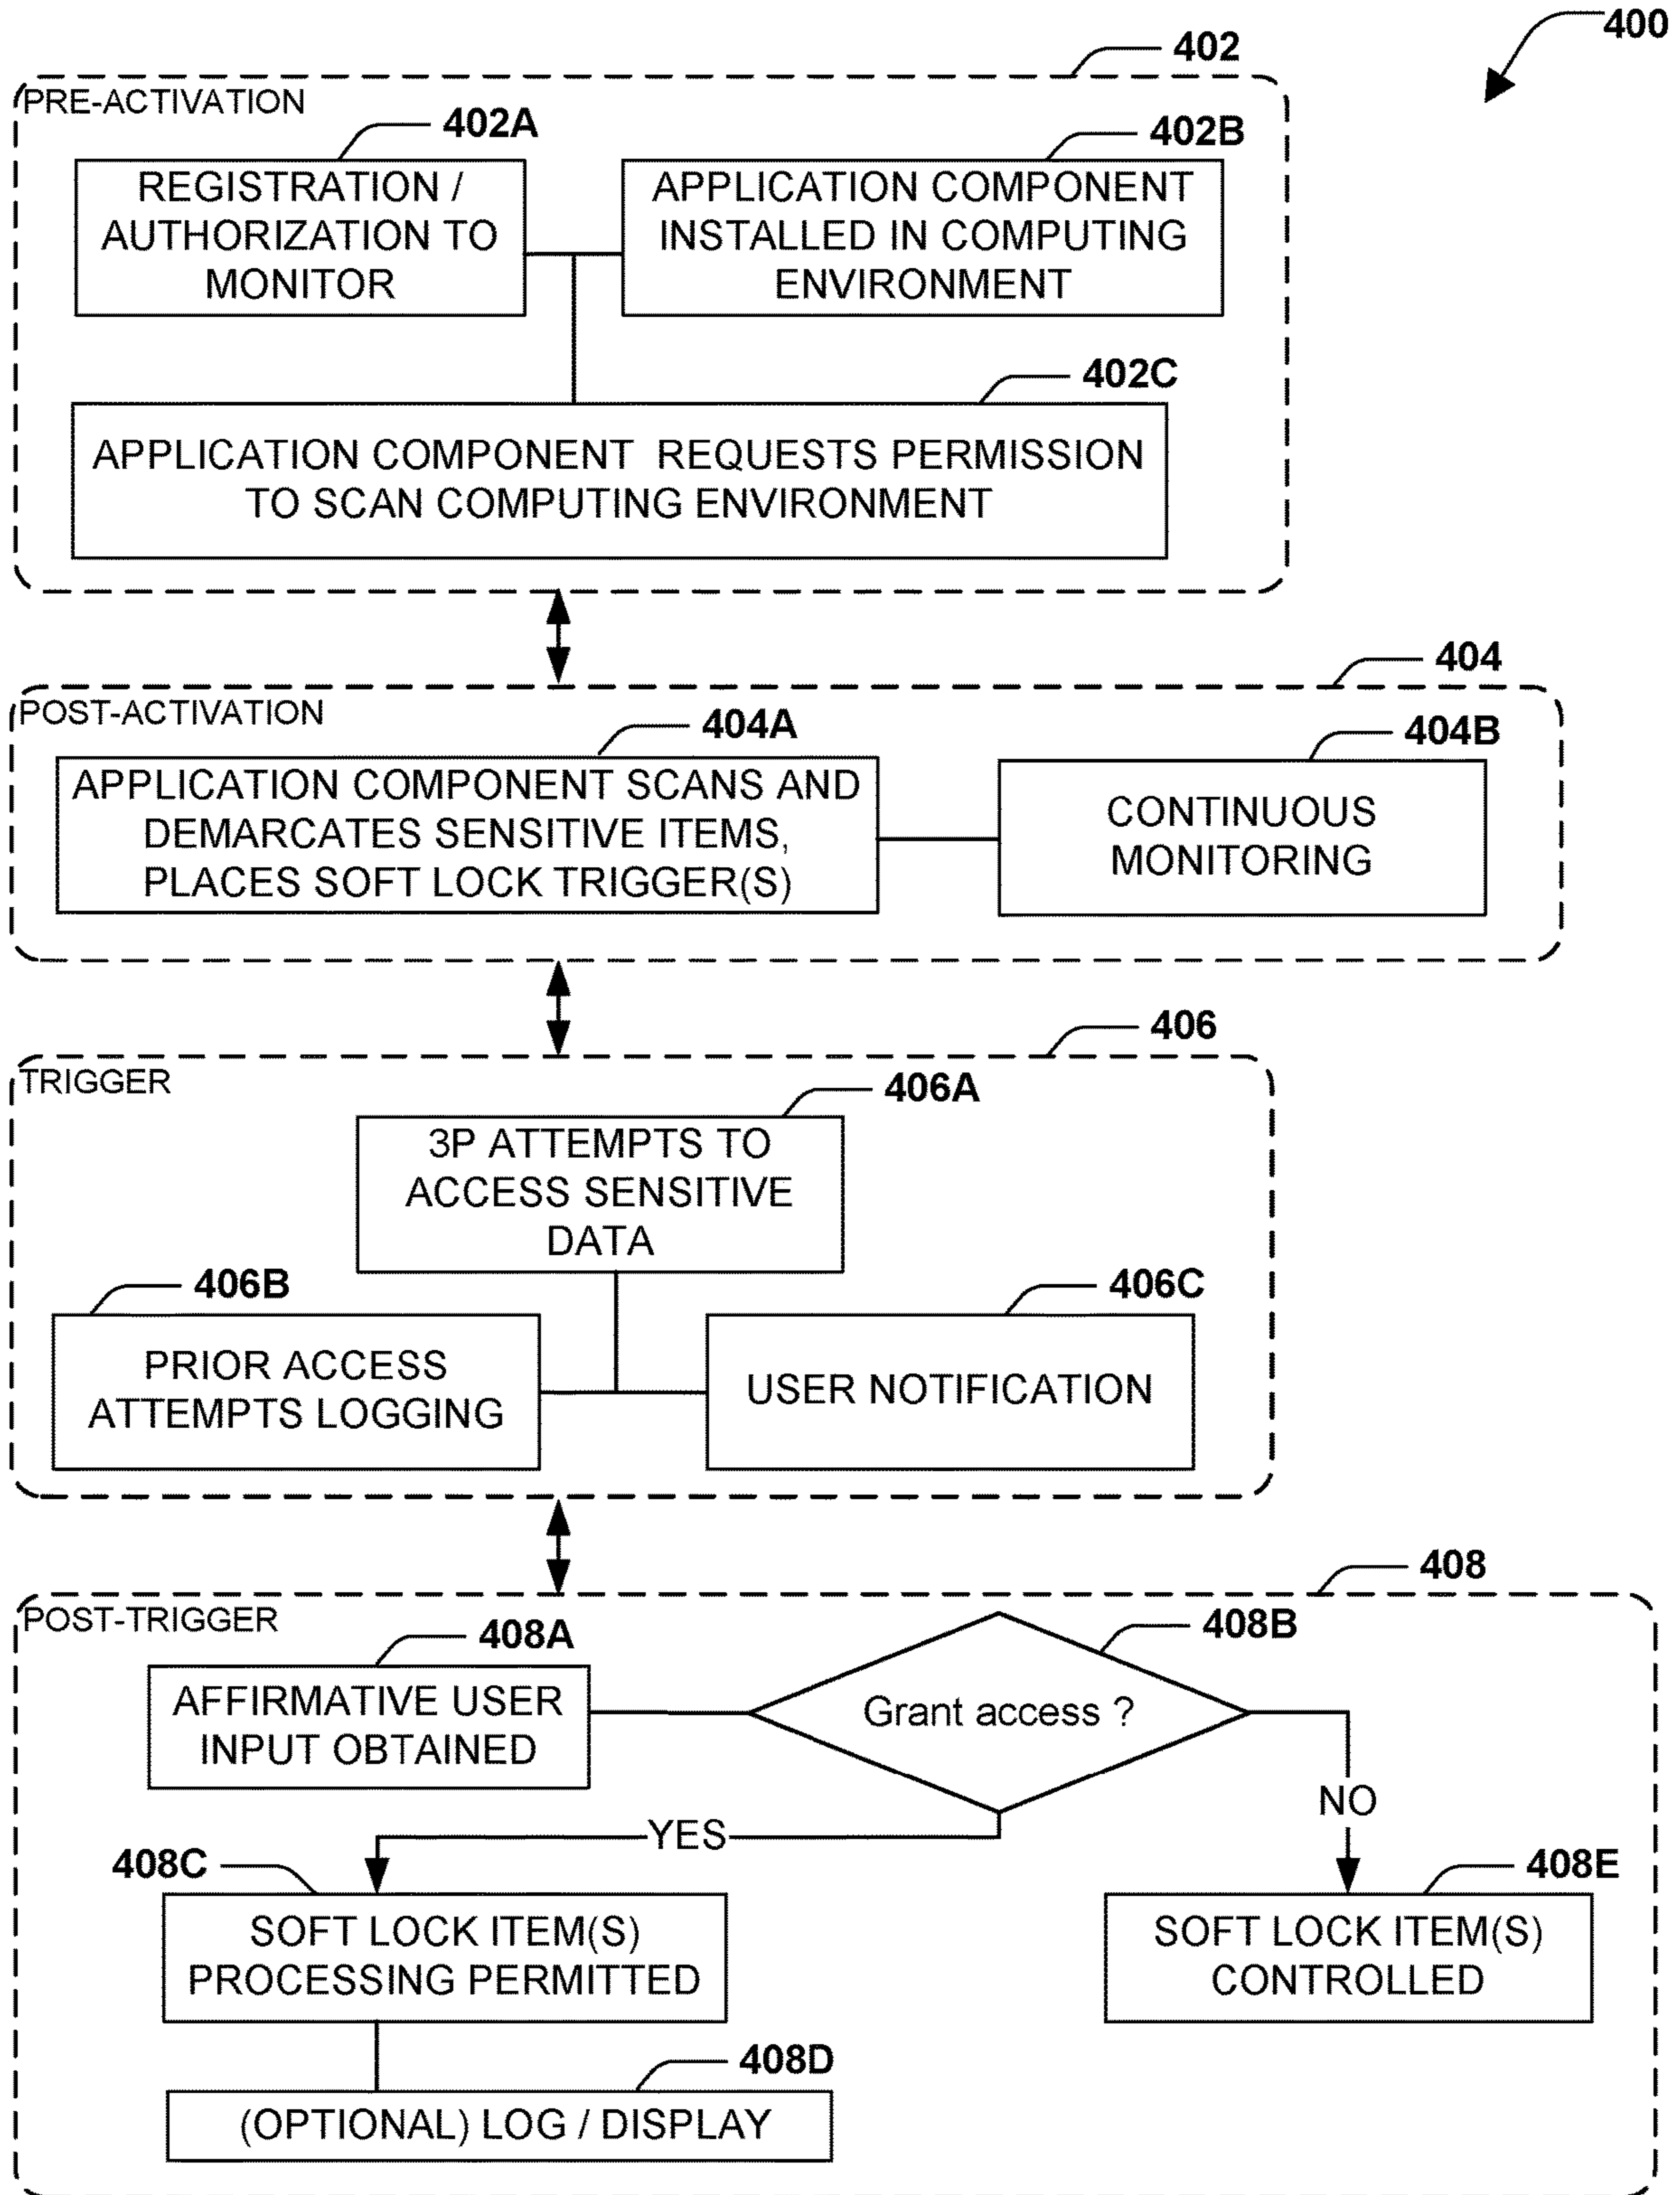 400
402
PRE-ACTIVATION
402A
402B
REGISTRATION /
AUTHORIZATION TO
MONITOR
APPLICATION COMPONENT
INSTALLED IN COMPUTING
ENVIRONMENT
402C
APPLICATION COMPONENT REQUESTS PERMISSION
TO SCAN COMPUTING ENVIRONMENT
404
POST-ACTIVATION
404A
404B
APPLICATION COMPONENT SCANS AND
DEMARCATES SENSITIVE ITEMS,
PLACES SOFT LOCK TRIGGER(S)
CONTINUOUS
MONITORING
406
TRIGGER
406A
3P ATTEMPTS TO
ACCESS SENSITIVE
DATA
406B
406C
PRIOR ACCESS
ATTEMPTS LOGGING
USER NOTIFICATION
408
POST-TRIGGER
408A
408B
AFFIRMATIVE USER
INPUT OBTAINED
Grant access ?
NO
YES
408C
408E
SOFT LOCK ITEM(S)
PROCESSING PERMITTED
SOFT LOCK ITEM(S)
CONTROLLED
408D
(OPTIONAL) LOG / DISPLAY